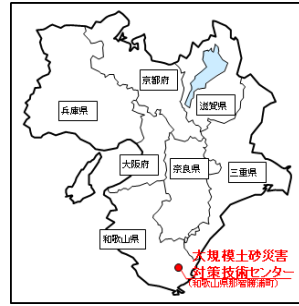 京都府
滋賀県
兵庫県
大阪府
奈良県
三重県
和歌山県
大規模土砂災害
対策技術センター
(和歌山県那智勝浦町)